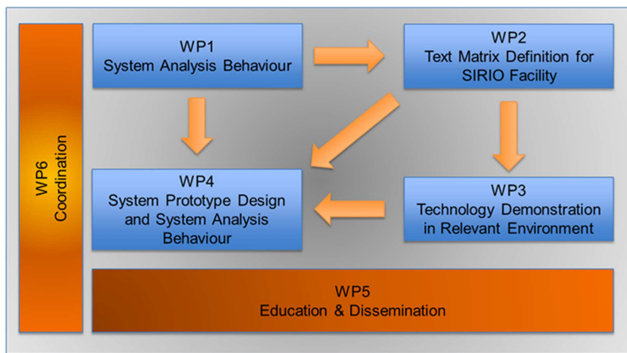 WP1
System Analysis Behaviour
WP2
Text Matrix Definition for
SIRIO Facility
WP6
Coordination
WP4
System Prototype Design
and System Analysis
Behaviour
WP3
Technology Demonstration
in Relevant Environment
WP5
Education & Dissemination